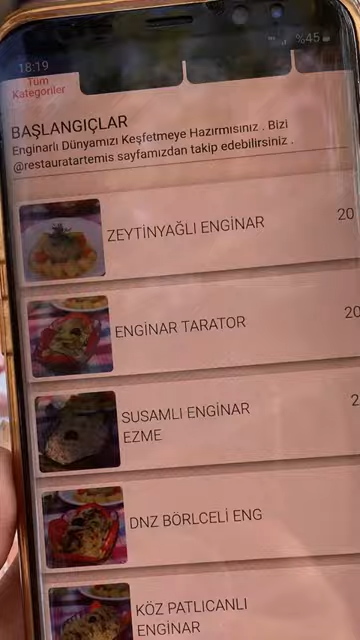 18:19
%45
Tüm
Kategoriler
BAŞLANGIÇLAR
Enginarlı Dünyamızı Keşfetmeye Hazırmısınız . Bizi
@restauratartemis sayfamızdan takip edebilirsiniz .
ZEYTİNYAĞLI ENGİNAR
20
ENGİNAR TARATOR
20
SUSAMLI ENGİNAR
2
EZME
DNZ BÖRLCELİ ENG
KÖZ PATLICANLI
ENGİNAR